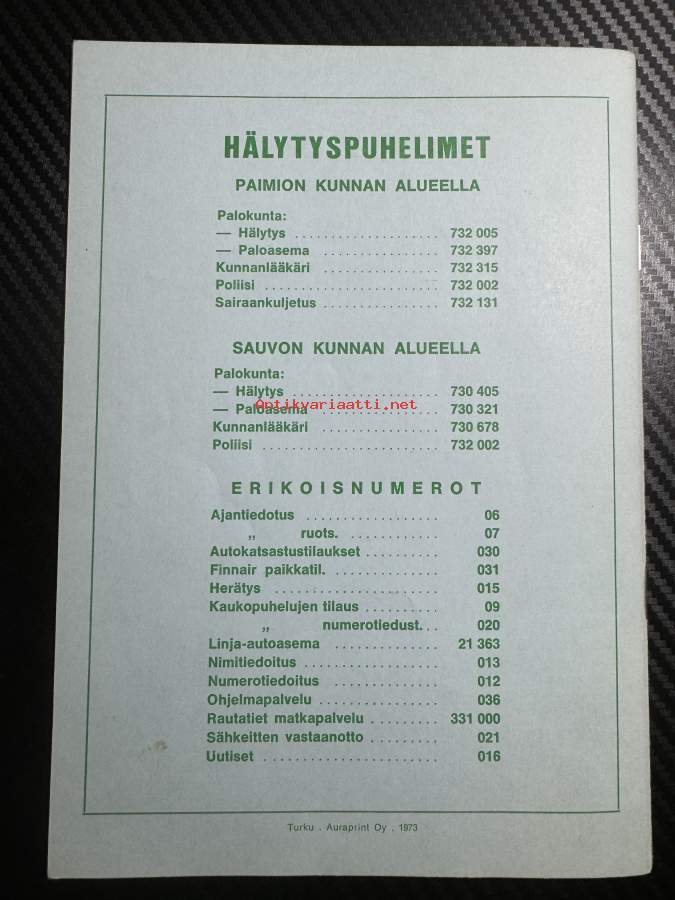 HÄLYTYSPUHELIMET
PAIMION KUNNAN ALUEELLA
Palokunta:
— Hälytys .................... 732 005
— Paloasema ................ 732 397
Kunnanlääkäri ................ 732 315
Poliisi ........................ 732 002
Sairaankuljetus ................ 732 131
SAUVON KUNNAN ALUEELLA
Palokunta:
— Hälytys .................... 730 405
— Paloasema ................ 730 321
Antikvariaatti.net
Kunnanlääkäri ................ 730 678
Poliisi ........................ 732 002
ERIKOISNUMEROT
Ajantiedotus .................. 06
„ ruots. ............ 07
Autokatsastustilaukset .......... 030
Finnair paikkatil. .............. 031
Herätys ...................... 015
Kaukopuhelujen tilaus .......... 09
„ numerotiedust... 020
Linja-autoasema .............. 21 363
Nimitiedoitus .................. 013
Numerotiedoitus .............. 012
Ohjelmapalvelu ................ 036
Rautatiet matkapalvelu ......... 331 000
Sähkeitten vastaanotto ......... 021
Uutiset ........................ 016
Turku . Auraprint Oy . 1973